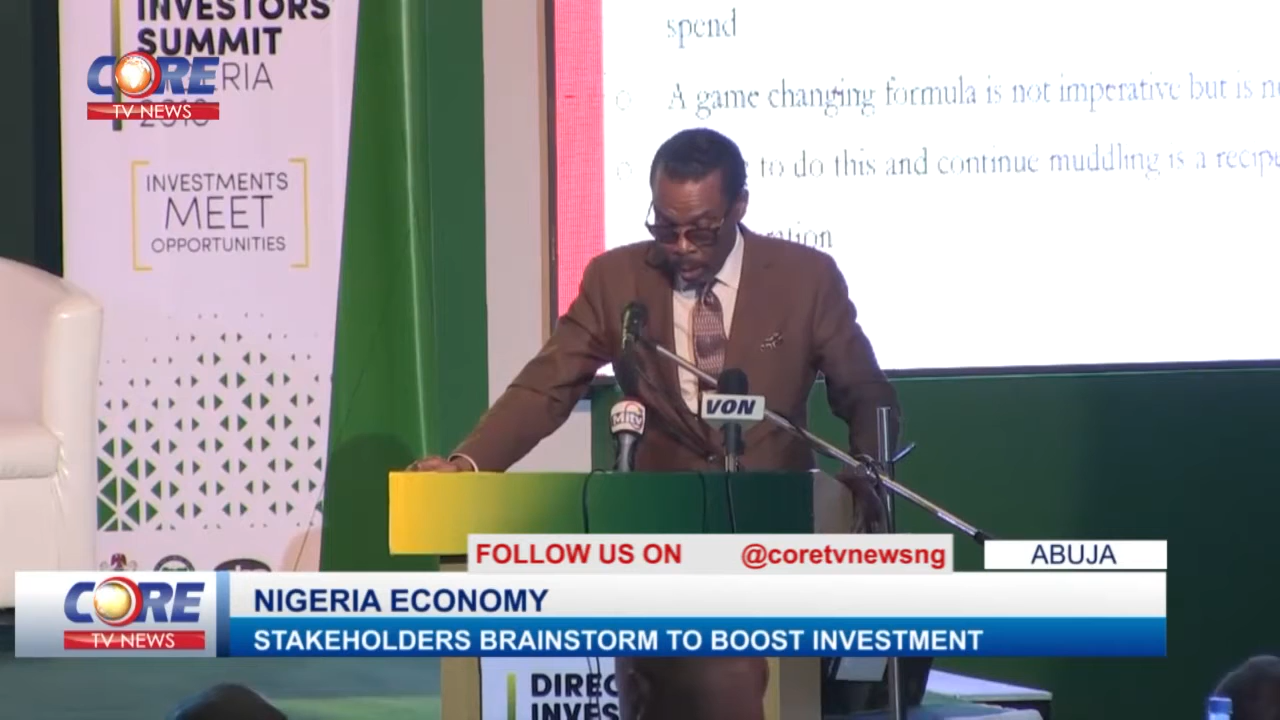 INVESTORS'
SUMMIT
CORE
TV NEWS
INVESTMENTS
MEET
OPPORTUNITIES
spend
A game changing formula is not imperative but is
to do this and continue muddling is a
VON
FOLLOW US ON @coretvnewsng
ABUJA
CORE
TV NEWS
NIGERIA ECONOMY
STAKEHOLDERS BRAINSTORM TO BOOST INVESTMENT